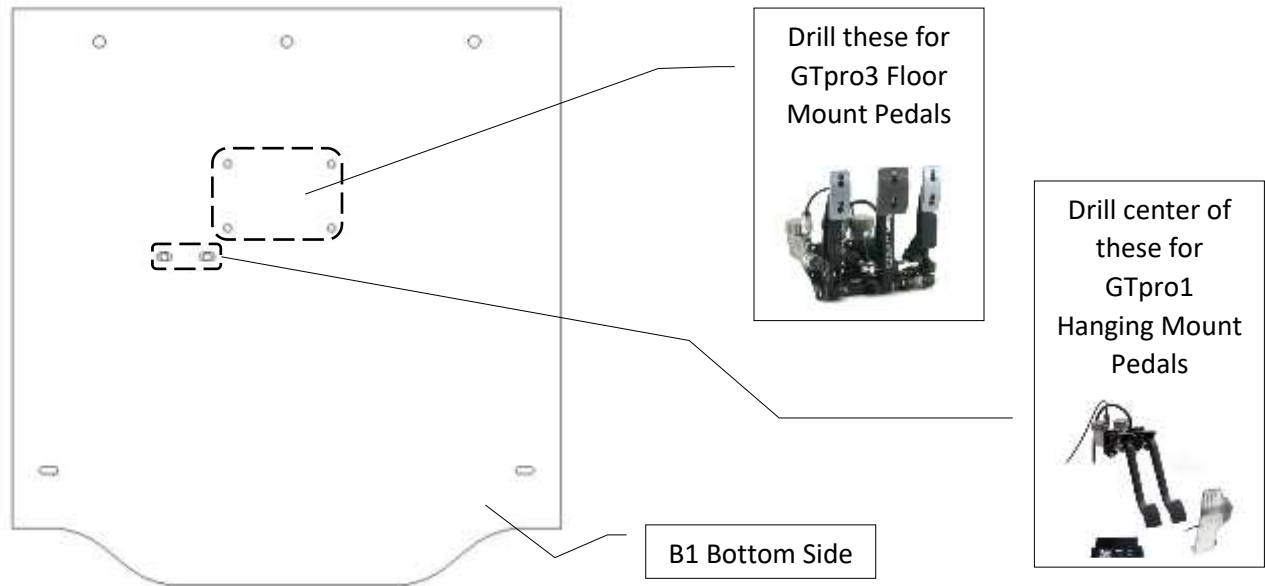 Drill these for
GTpro3 Floor
Mount Pedals
Drill center of
these for
GTpro1
Hanging Mount
Pedals
B1 Bottom Side